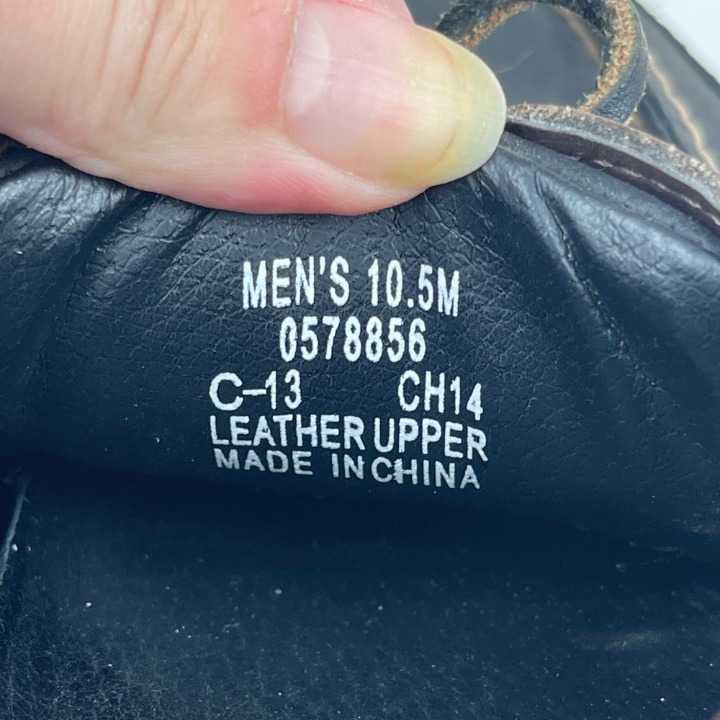 MEN'S 10.5M
0578856
C-13 CH14
LEATHER UPPER
MADE IN CHINA